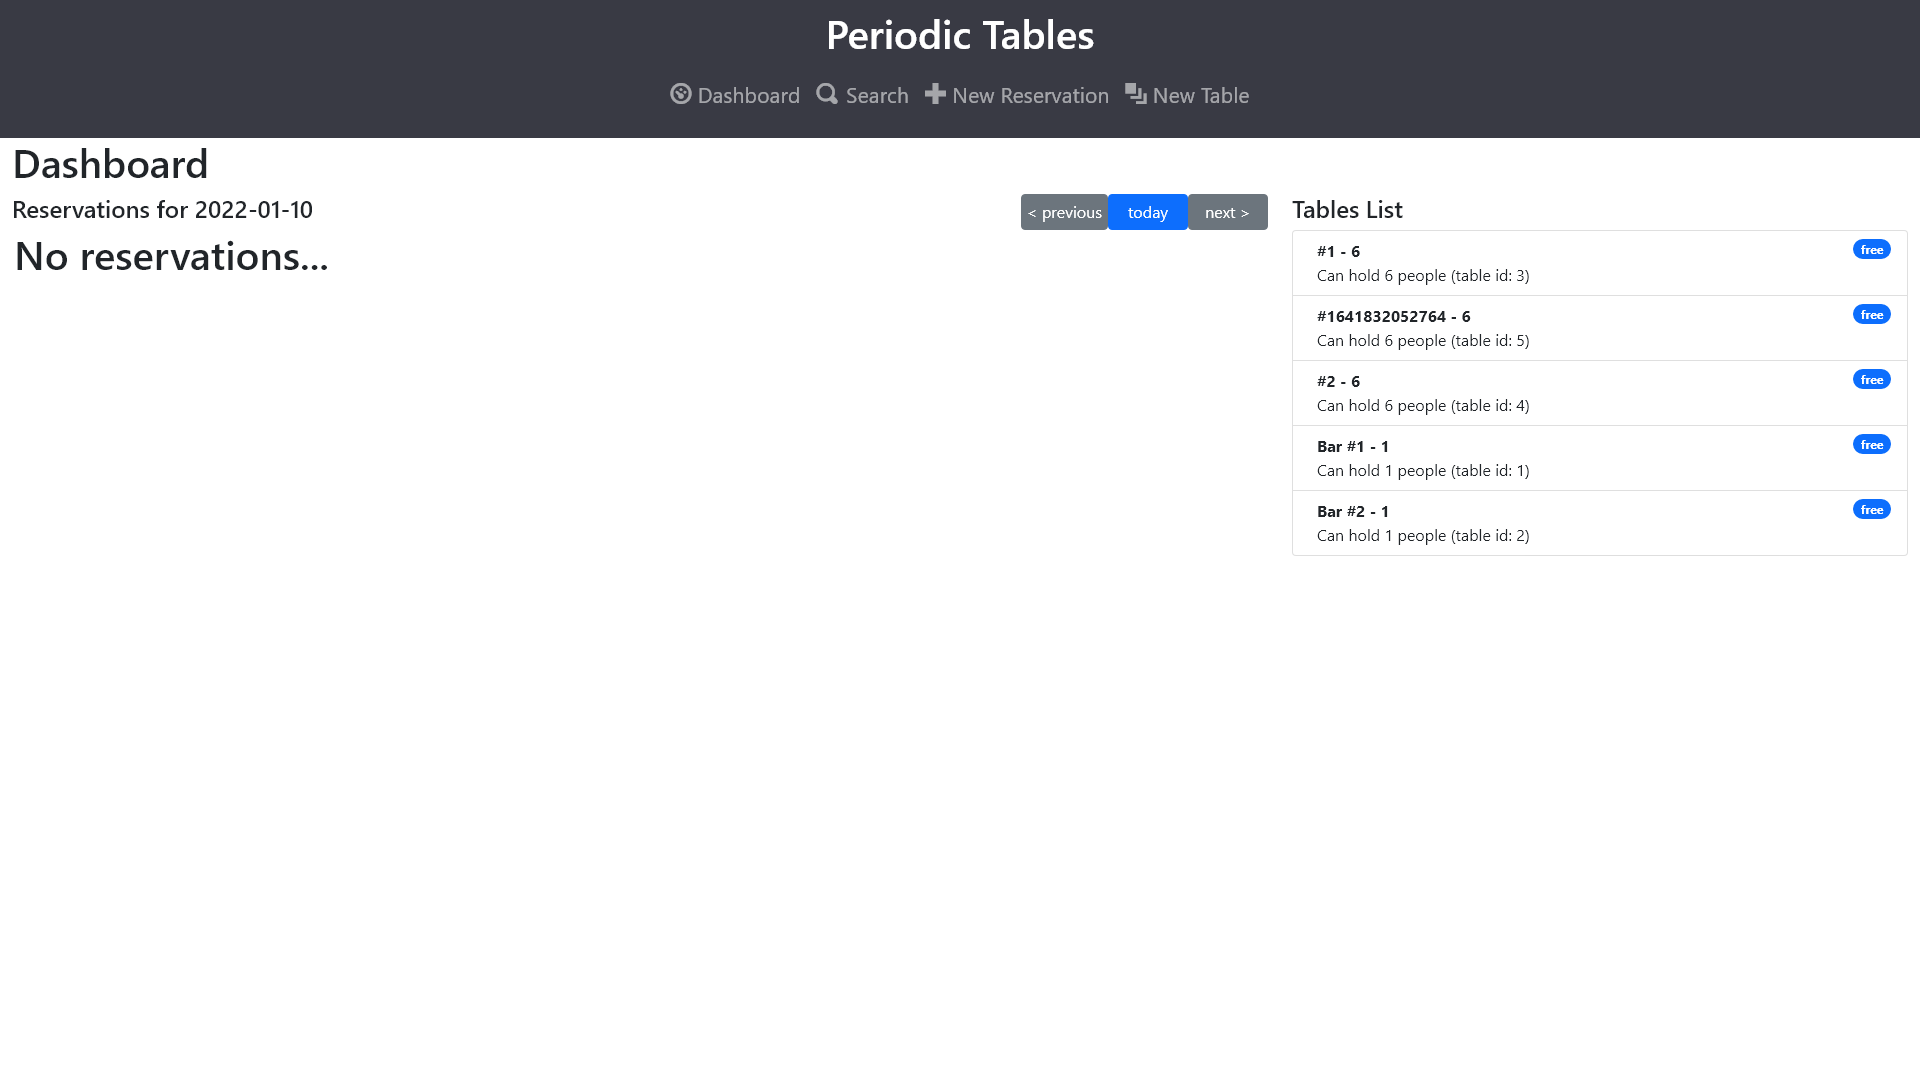 Periodic Tables
Dashboard Search New Reservation New Table
Dashboard
Reservations for 2022-01-10
< previous today next >
No reservations...
Tables List
#1 - 6 free
Can hold 6 people (table id: 3)
#1641832052764 - 6 free
Can hold 6 people (table id: 5)
#2 - 6 free
Can hold 6 people (table id: 4)
Bar #1 - 1 free
Can hold 1 people (table id: 1)
Bar #2 - 1 free
Can hold 1 people (table id: 2)